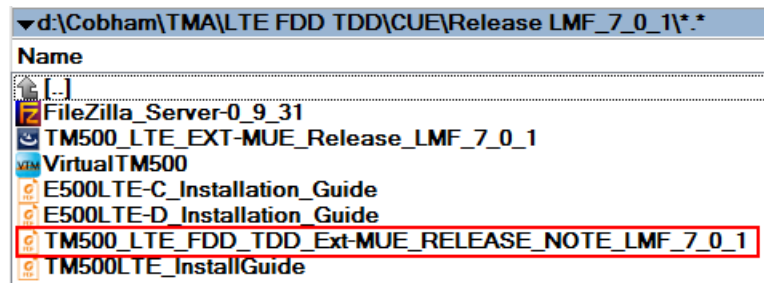 d:\Cobham\TMA\LTE FDD TDD\CUE\Release LMF_7_0_1\*.*
Name
[..]
FileZilla_Server-0_9_31
TM500_LTE_EXT-MUE_Release_LMF_7_0_1
VTM VirtualTM500
E500LTE-C_Installation_Guide
E500LTE-D_Installation_Guide
TM500_LTE_FDD_TDD_Ext-MUE_RELEASE_NOTE_LMF_7_0_1
TM500LTE_InstallGuide